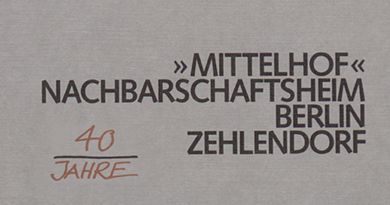 »MITTELHOF«
NACHBARSCHAFTSHEIM
BERLIN
ZEHLENDORF
40
JAHRE